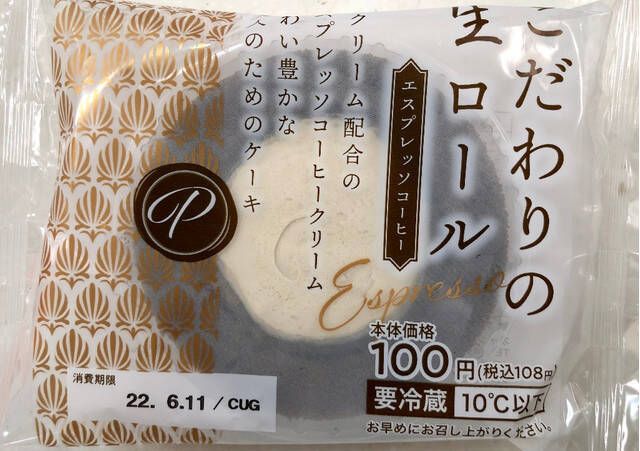 こだわりの
生ロール
エスプレッソコーヒー
クリーム配合の
スプレッソコーヒークリーム
わい豊かな
のためのケーキ
Espresso
P
本体価格
100円(税込108円)
要冷蔵 10℃以下
お早めにお召し上がりください。
消費期限
22. 6.11 / CUG